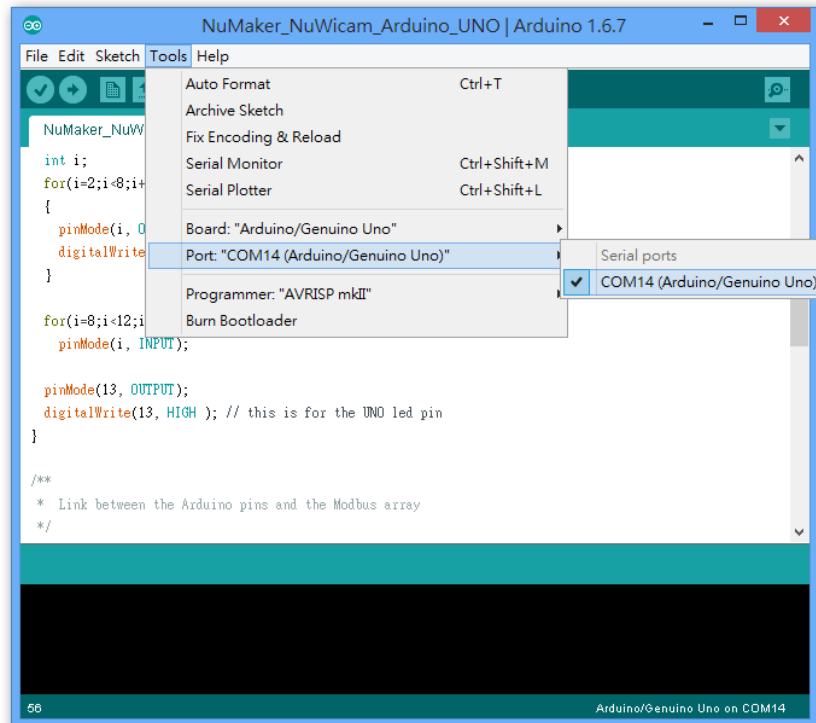 NuMaker_NuWicam_Arduino_UNO | Arduino 1.6.7
File Edit Sketch Tools Help
Auto Format Ctrl+T
Archive Sketch
Fix Encoding & Reload
Serial Monitor Ctrl+Shift+M
Serial Plotter Ctrl+Shift+L
Board: "Arduino/Genuino Uno"
Port: "COM14 (Arduino/Genuino Uno)"
Programmer: "AVRISP mkII"
Burn Bootloader
Serial ports
COM14 (Arduino/Genuino Uno)
NuMaker_NuW
int i;
for(i=2;i<8;i+
{
pinMode(i, O
digitalWrite
}
for(i=8;i<12;i
pinMode(i, INPUT);
pinMode(13, OUTPUT);
digitalWrite(13, HIGH ); // this is for the UNO led pin
}
/**
* Link between the Arduino pins and the Modbus array
*/
56
Arduino/Genuino Uno on COM14